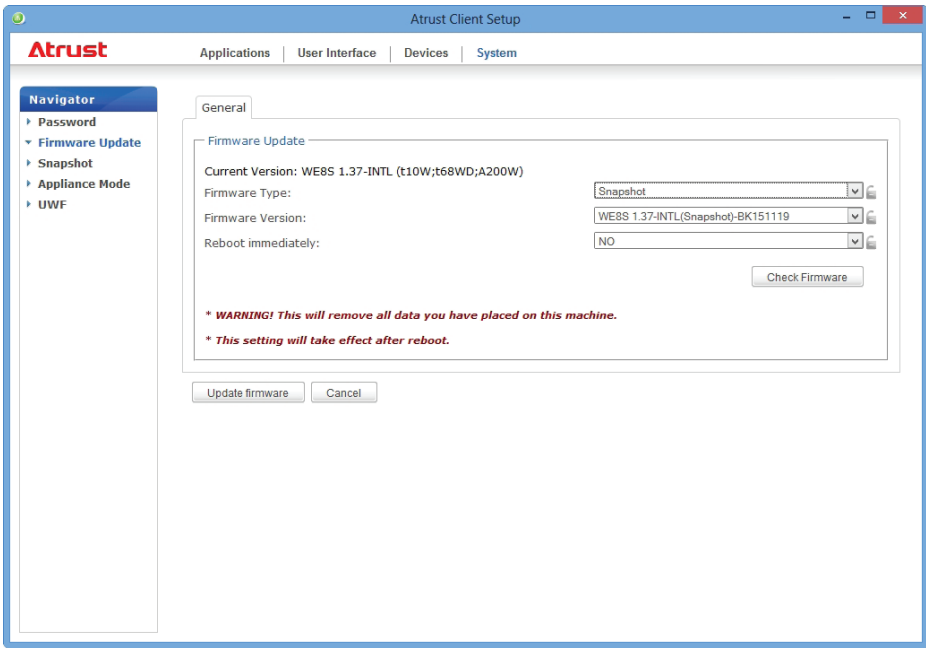 Atrust Client Setup
Atrust
Applications | User Interface | Devices | System
Navigator
Password
Firmware Update
Snapshot
Appliance Mode
UWF
General
Firmware Update
Current Version: WE8S 1.37-INTL (t10W;t68WD;A200W)
Firmware Type: Snapshot
Firmware Version: WE8S 1.37-INTL(Snapshot)-BK151119
Reboot immediately: NO
Check Firmware
* WARNING! This will remove all data you have placed on this machine.
* This setting will take effect after reboot.
Update firmware Cancel